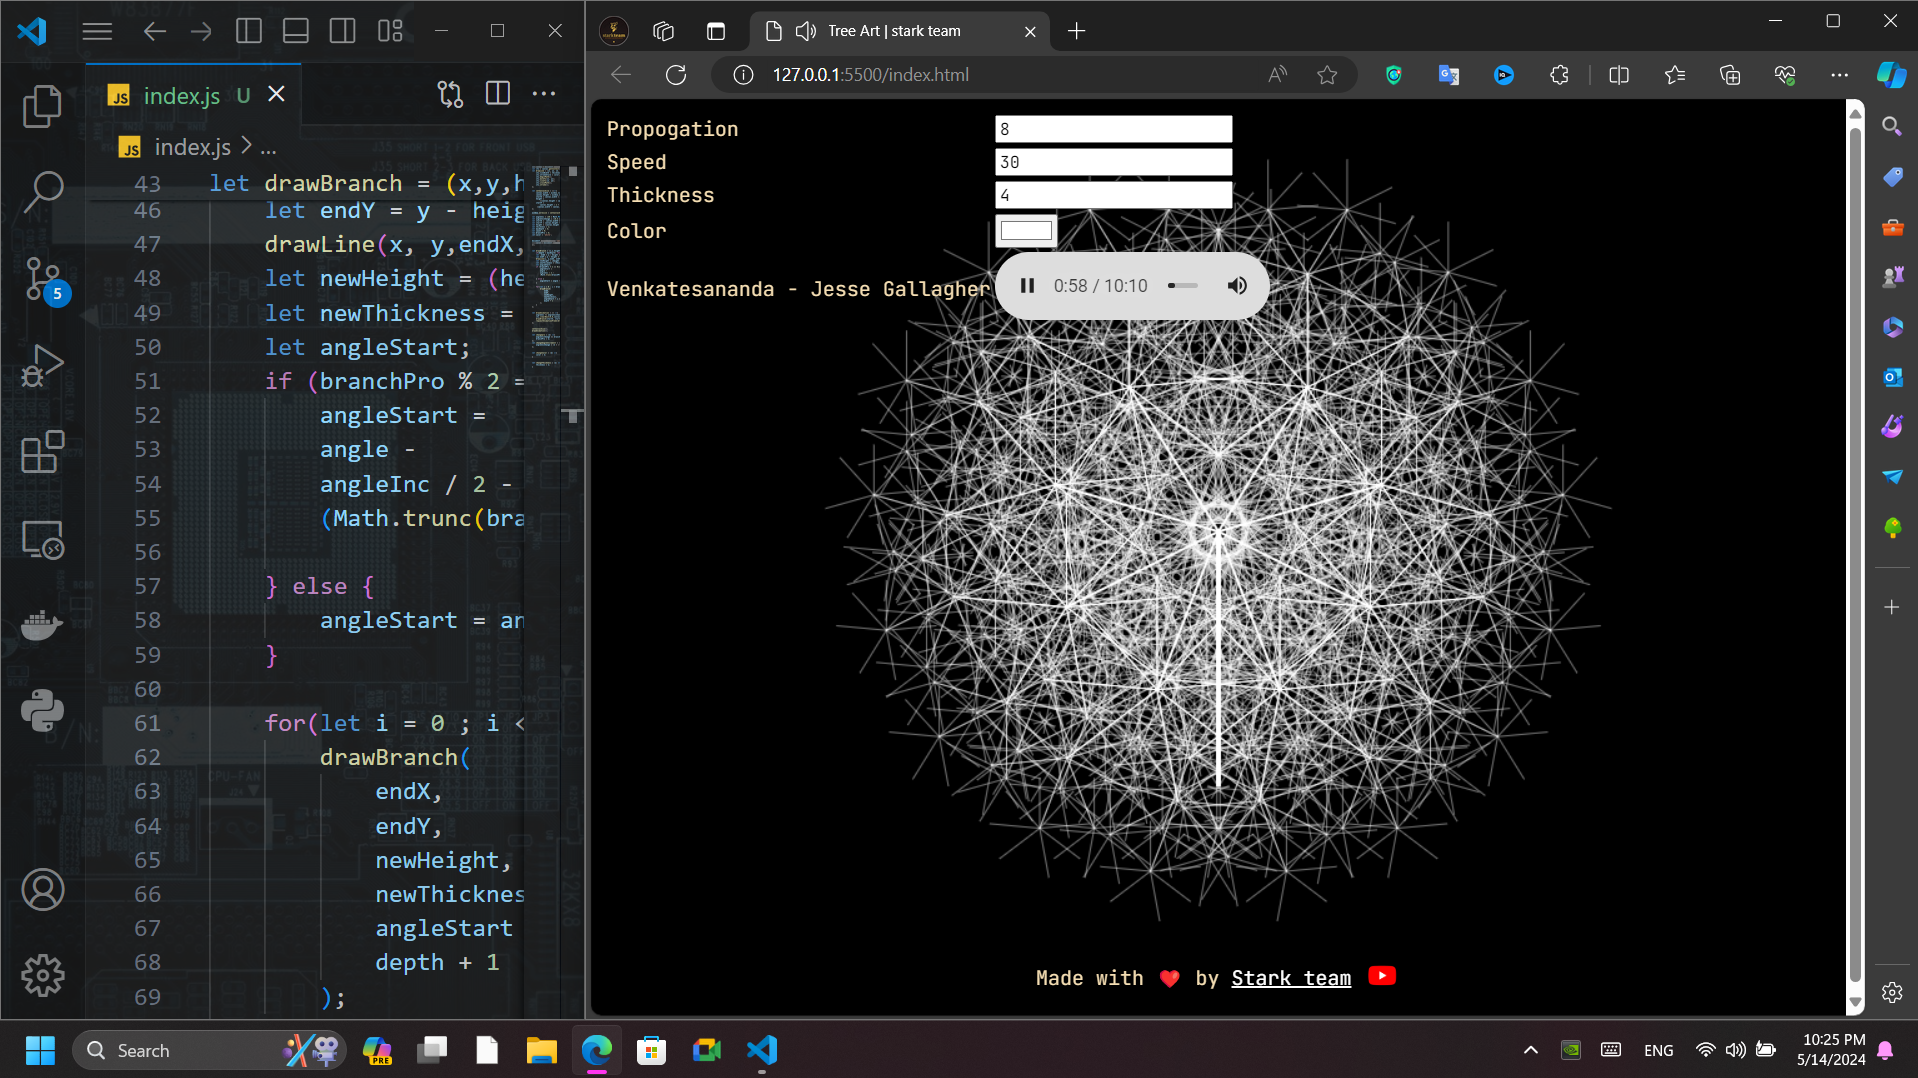 index.js U
index.js > ...
43 let drawBranch = (x,y,h
46 let endY = y - heig
47 drawLine(x, y,endX,
48 let newHeight = (he
49 let newThickness =
50 let angleStart;
51 if (branchPro % 2 =
52 angleStart =
53 angle -
54 angleInc / 2 -
55 (Math.trunc(bra
56
57 } else {
58 angleStart = an
59 }
60
61 for(let i = 0 ; i <
62 drawBranch(
63 endX,
64 endY,
65 newHeight,
66 newThicknes
67 angleStart
68 depth + 1
69 );
5
Tree Art | stark team
127.0.0.1:5500/index.html
Propogation 8
Speed 30
Thickness 4
Color
Venkatesananda - Jesse Gallagher 0:58 / 10:10
Made with ❤️ by Stark team
Search
PRE
ENG
10:25 PM
5/14/2024